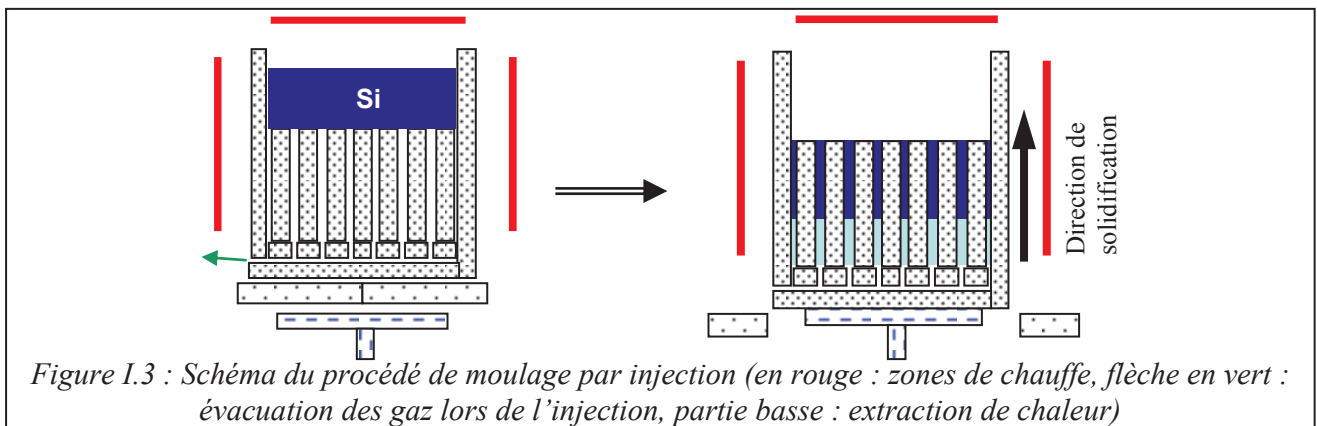 Si
Direction de
solidification
Figure I.3 : Schéma du procédé de moulage par injection (en rouge : zones de chauffe, flèche en vert :
évacuation des gaz lors de l’injection, partie basse : extraction de chaleur)